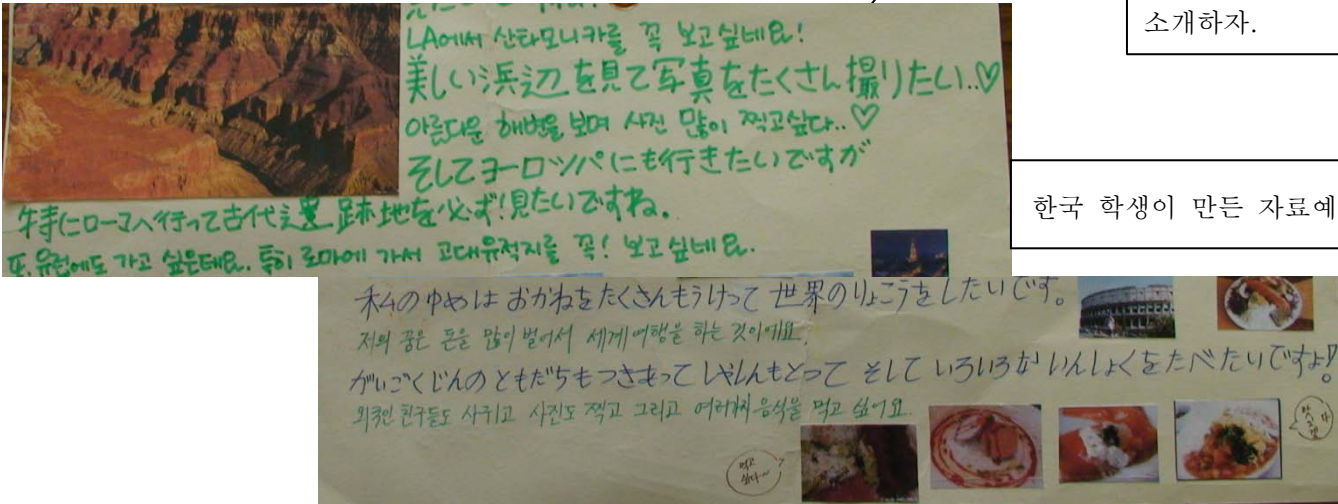 소개하자.
LA에서 산타모니카를 꼭 보고싶네요!
美しい浜辺を見て写真をたくさん撮りたい..♡
아름다운 해변을 보며 사진 많이 찍고싶다..♡
そしてヨーロッパにも行きたいですが
한국 학생이 만든 자료예
特にローマへ行って古代 跡地を必ず!見たいですね。
또, 유럽에도 가고 싶은데요. 특히 로마에 가서 고대유적지를 꼭! 보고싶네요.
私のゆめは おかねをたくさんもうけって 世界のりょこうをしたいです。
저의 꿈은 돈을 많이 벌어서 세계여행을 하는 것이에요.
がいごくじんのともだちもつきまって しゃしんもとって そして いろいろな いんしょくをたべたいですよ!
외국인 친구들도 사귀고 사진도 찍고 그리고 여러가지 음식을 먹고 싶어요.
먹고
싶다~